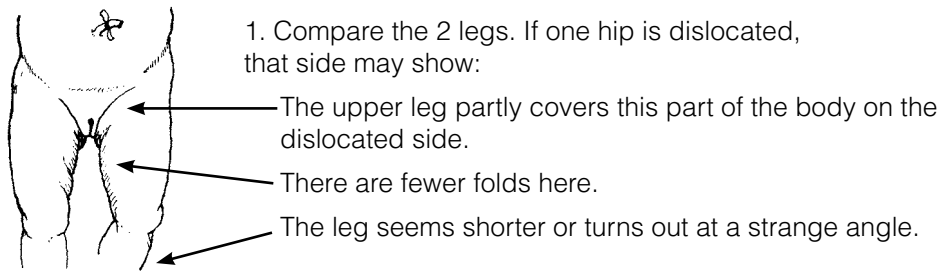 1. Compare the 2 legs. If one hip is dislocated,
that side may show:
The upper leg partly covers this part of the body on the
dislocated side.
There are fewer folds here.
The leg seems shorter or turns out at a strange angle.